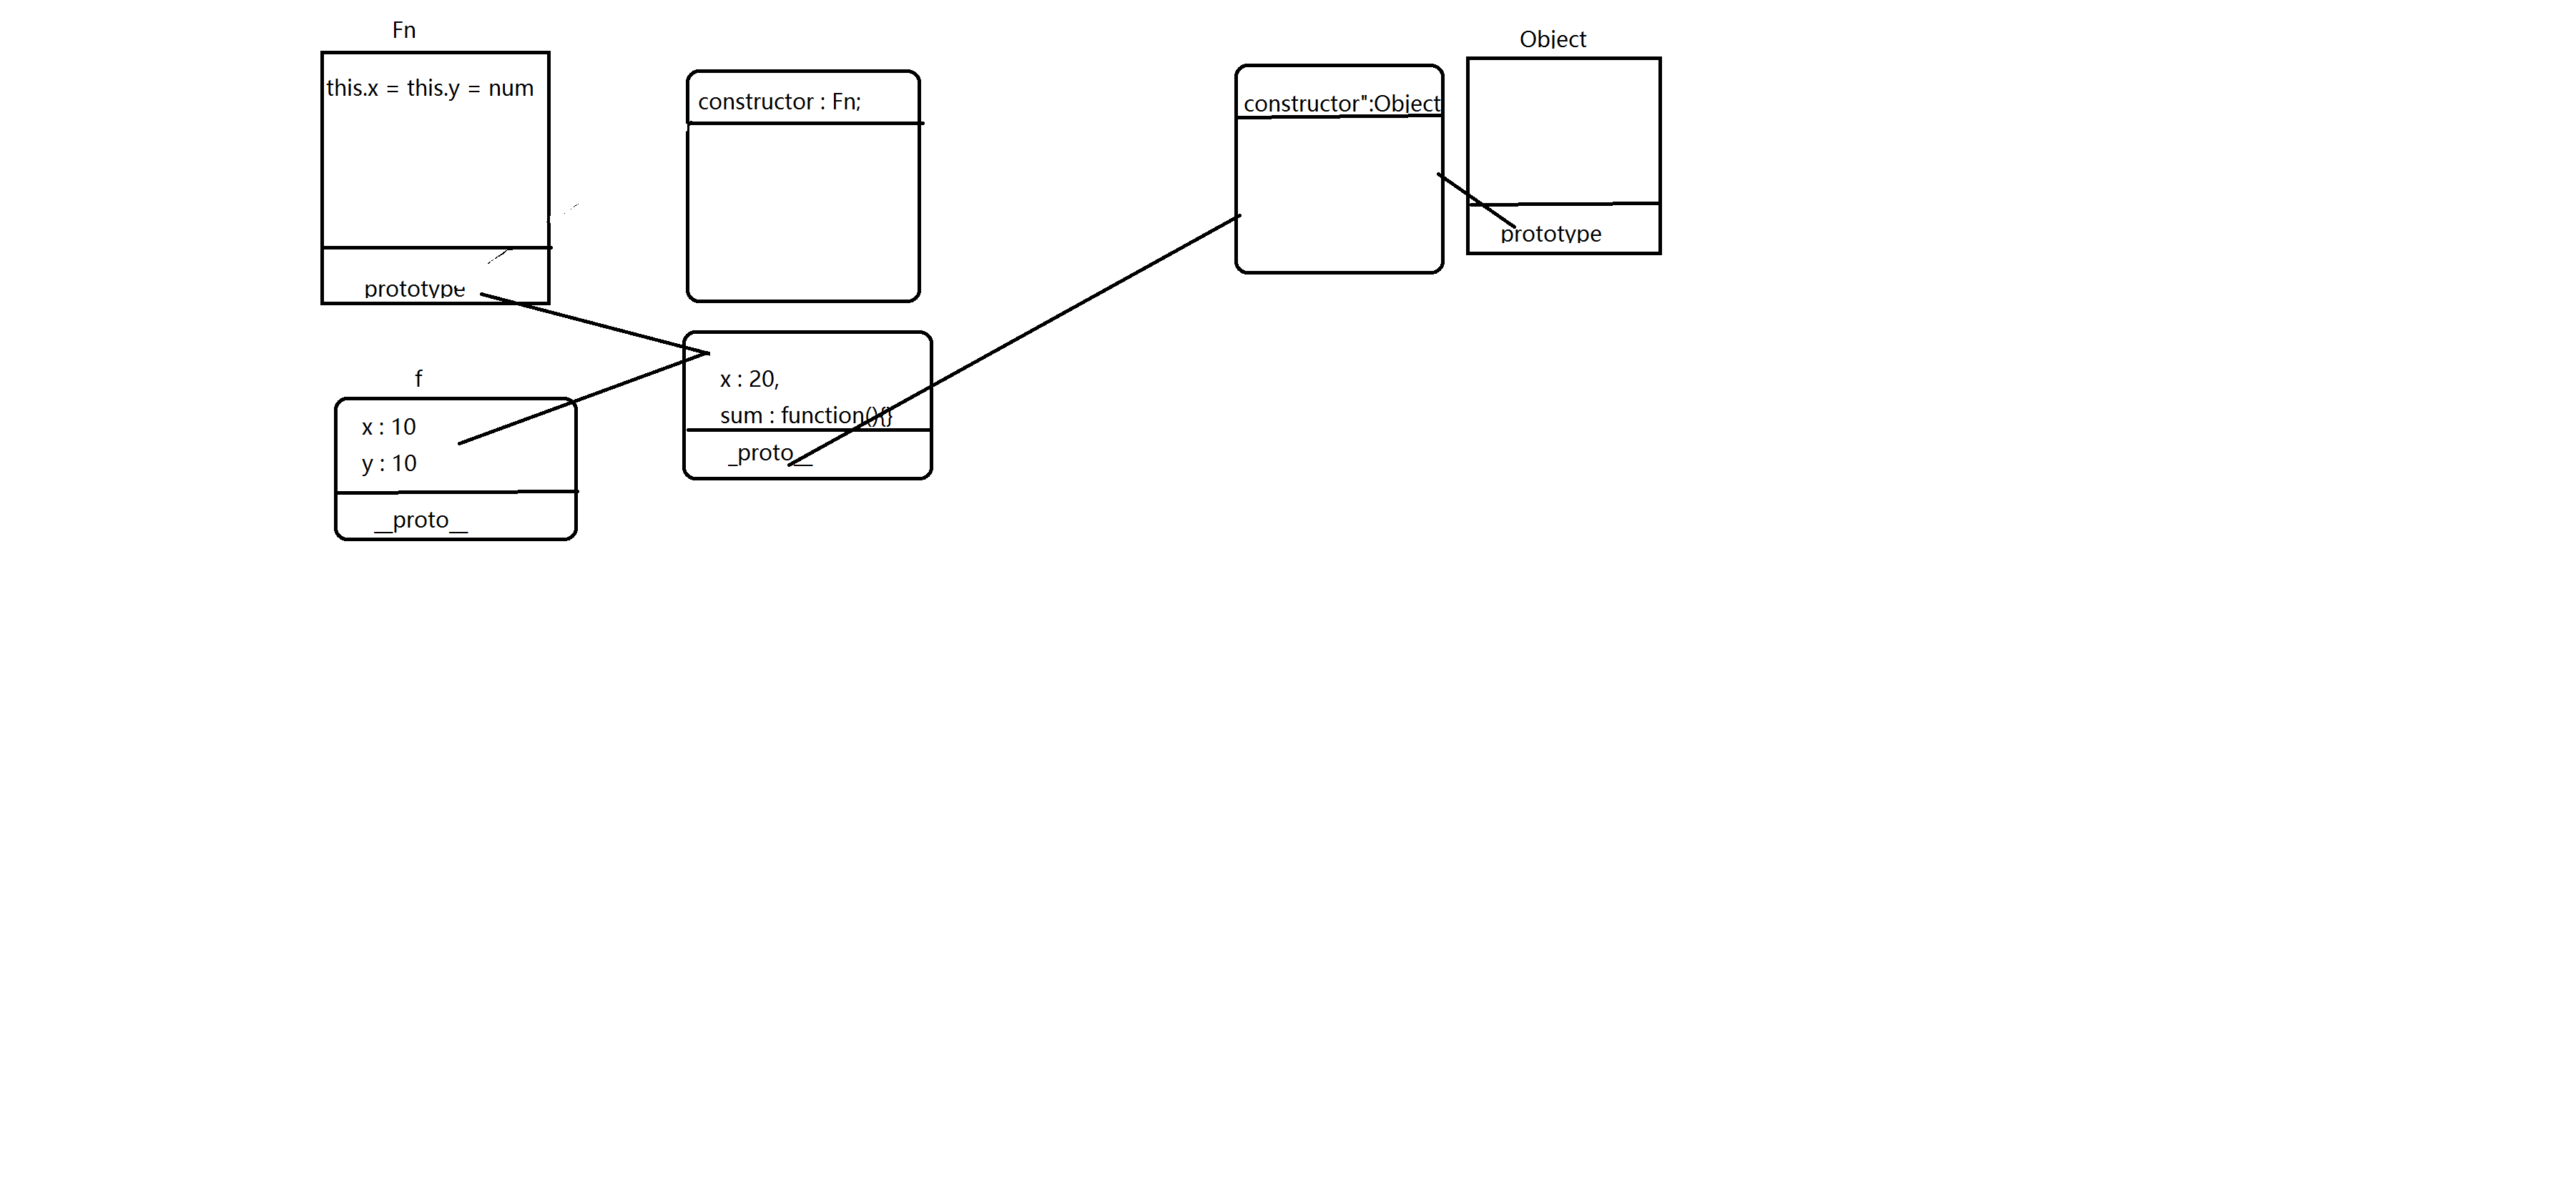 Fn
this.x = this.y = num
prototype
constructor : Fn;
f
x : 10
y : 10
__proto__
x : 20,
sum : function(){}
_proto__
constructor":Object
Object
prototype